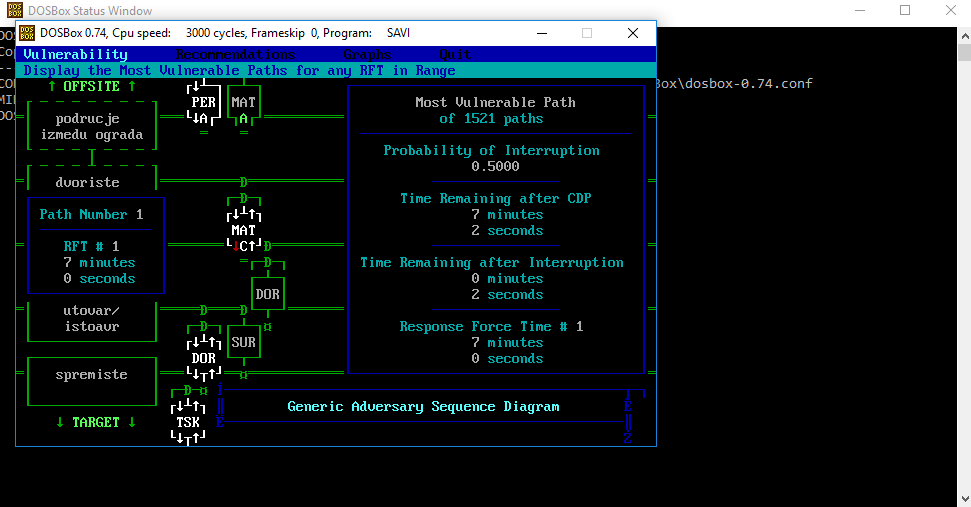 DOSBox Status Window
DOSBox 0.74, Cpu speed: 3000 cycles, Frameskip 0, Program: SAVI
Vulnerability Recommendations Graphs Quit
Display the Most Vulnerable Paths for any RFT in Range
Box\dosbox-0.74.conf
↑ OFFSITE ↑
područje
izmedu ograda
dvoriste
Path Number 1
RFT # 1
7 minutes
0 seconds
utovar/
istoavr
spremiste
↓ TARGET ↓
PER
A
MAT
A
D
D
MAT
C
D
D
DOR
D
D
D
DOR
SUR
D
TSK
Most Vulnerable Path
of 1521 paths
Probability of Interruption
0.5000
Time Remaining after CDP
7 minutes
2 seconds
Time Remaining after Interruption
0 minutes
2 seconds
Response Force Time # 1
7 minutes
0 seconds
Generic Adversary Sequence Diagram
E
E
Z